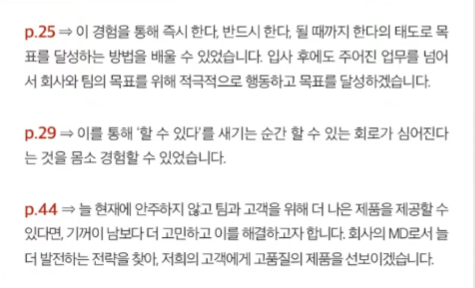 p.25 ⇒ 이 경험을 통해 즉시 한다, 반드시 한다, 될 때까지 한다의 태도로 목
표를 달성하는 방법을 배울 수 있었습니다. 입사 후에도 주어진 업무를 넘어
서 회사와 팀의 목표를 위해 적극적으로 행동하고 목표를 달성하겠습니다.
p.29 ⇒ 이를 통해 ‘할 수 있다’를 새기는 순간 할 수 있는 회로가 심어진다
는 것을 몸소 경험할 수 있었습니다.
p.44 ⇒ 늘 현재에 안주하지 않고 팀과 고객을 위해 더 나은 제품을 제공할 수
있다면, 기꺼이 남보다 더 고민하고 이를 해결하고자 합니다. 회사의 MD로서 늘
더 발전하는 전략을 찾아, 저희의 고객에게 고품질의 제품을 선보이겠습니다.